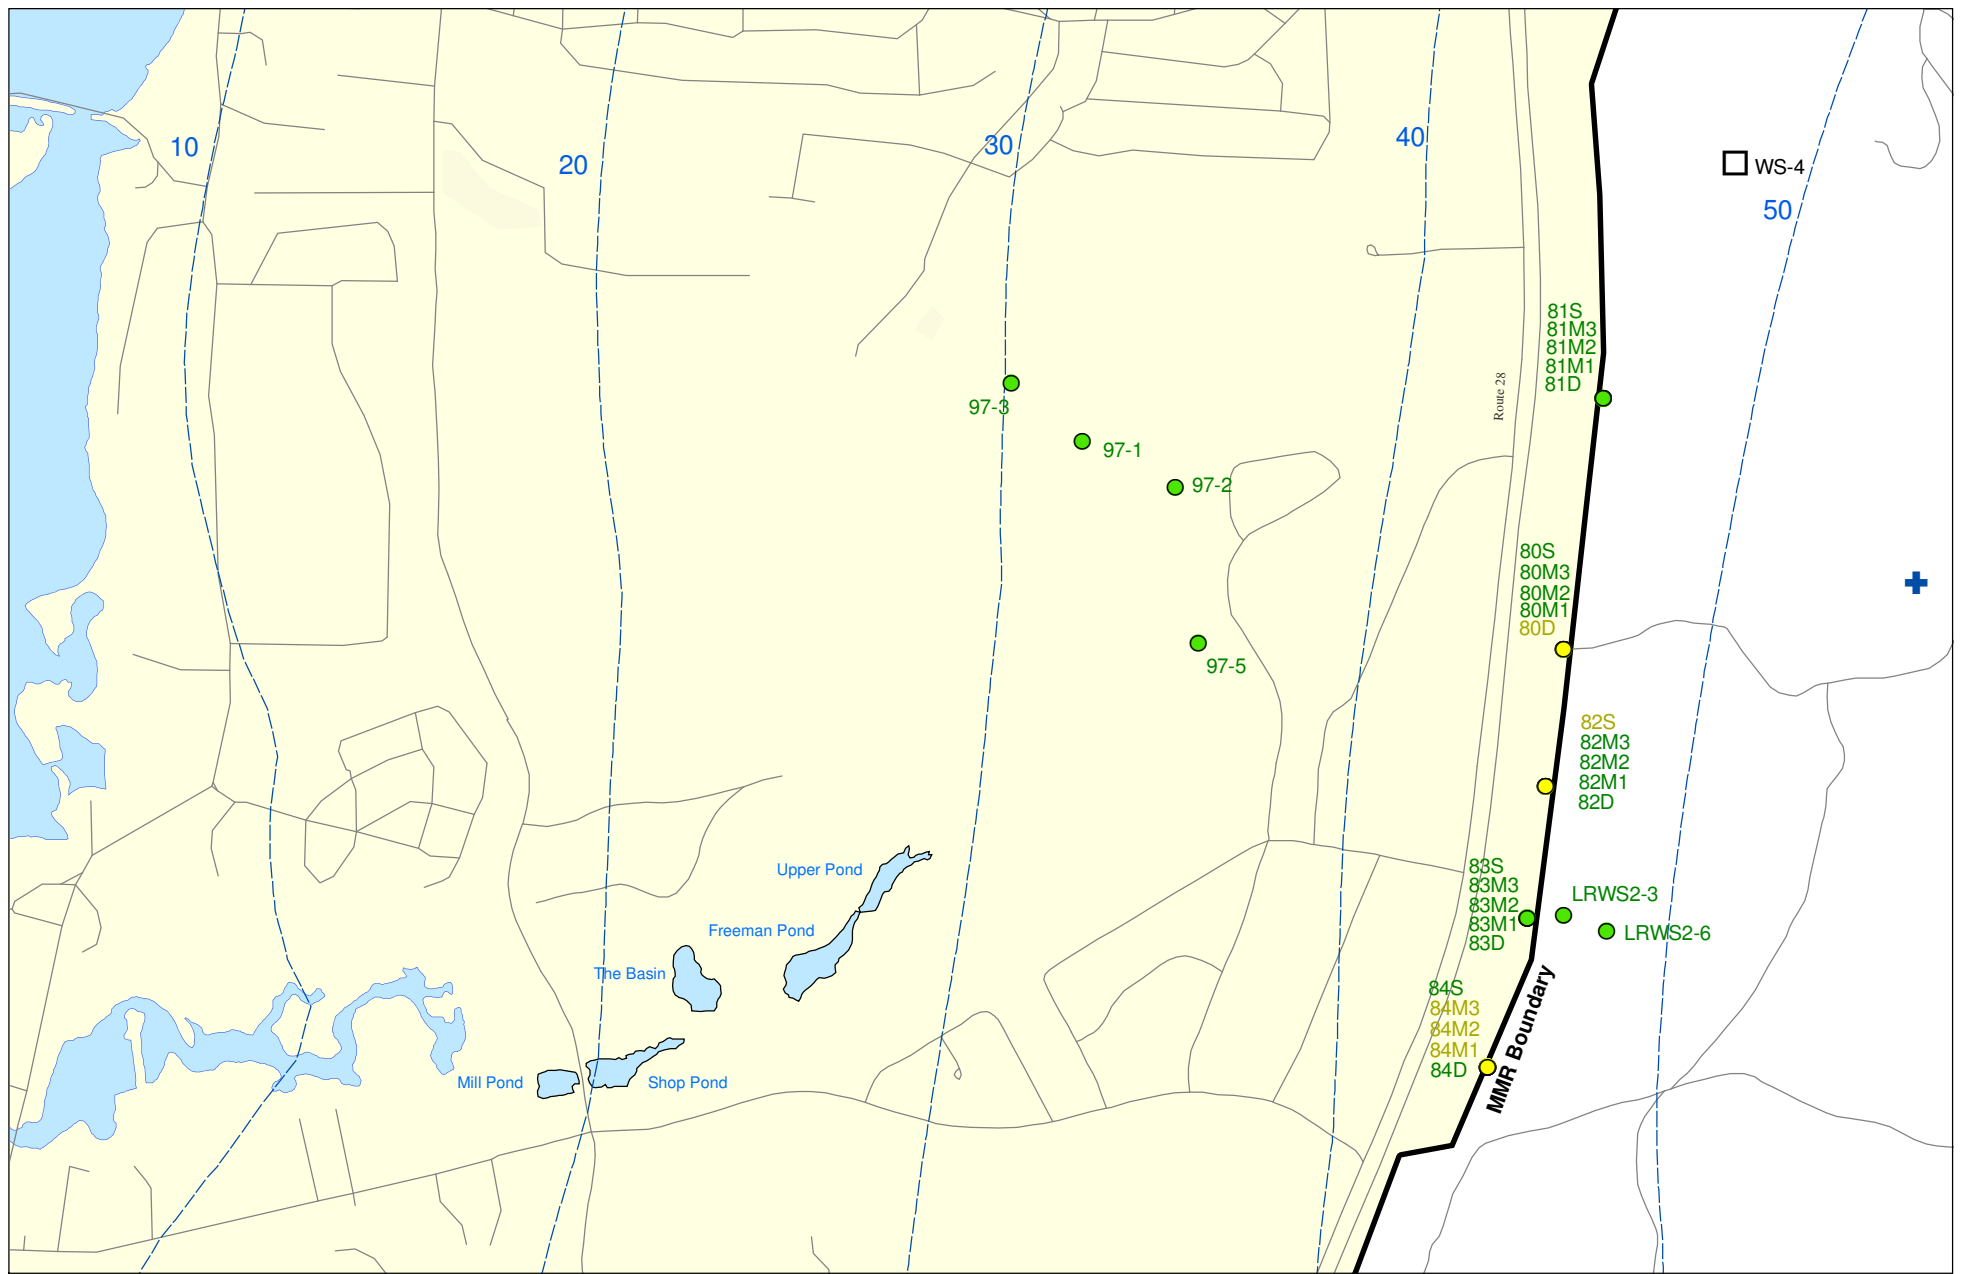 10
20
30
40
WS-4
50
81S
81M3
81M2
81M1
81D
Route 28
97-3
97-1
97-2
80S
80M3
80M2
80M1
80D
97-5
82S
82M3
82M2
82M1
82D
Upper Pond
83S
83M3
83M2
83M1
83D
LRWS2-3
LRWS2-6
Freeman Pond
The Basin
84S
84M3
84M2
84M1
84D
MMR Boundary
Mill Pond
Shop Pond